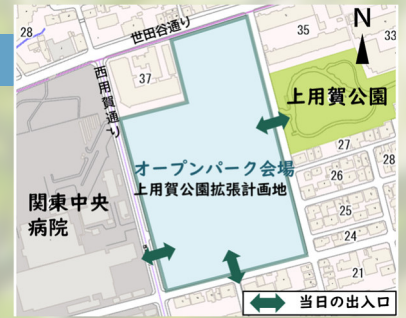 28
世田谷通り
N
35
33
西用賀通り
37
上用賀公園
オープンパーク会場
上用賀公園拡張計画地
27
28
関東中央
病院
26
25
24
21
当日の出入口